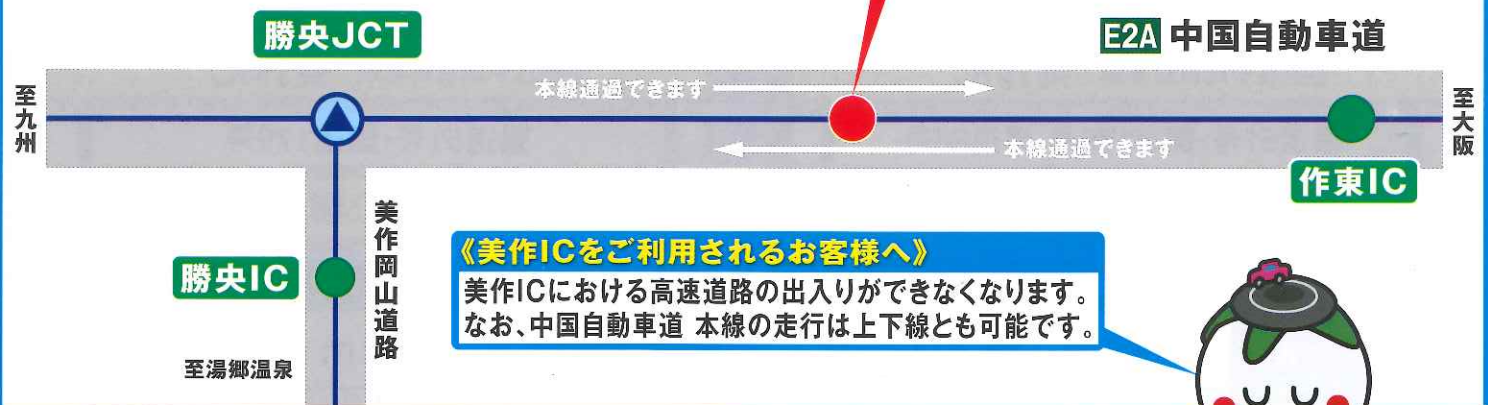 勝央JCT
E2A 中国自動車道
至九州
本線通過できます
本線通過できます
至大阪
作東IC
美作岡山道路
勝央IC
至湯郷温泉
《美作ICをご利用されるお客様へ》
美作ICにおける高速道路の出入りができなくなります。
なお、中国自動車道 本線の走行は上下線とも可能です。